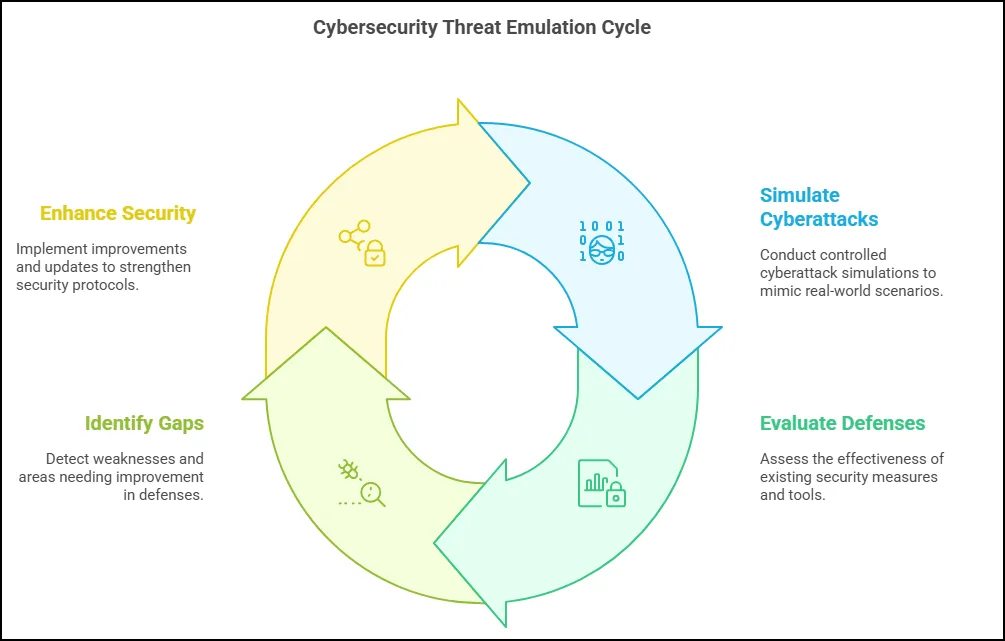 Cybersecurity Threat Emulation Cycle
Enhance Security
Implement improvements
and updates to strengthen
security protocols.
Simulate
Cyberattacks
Conduct controlled
cyberattack simulations to
mimic real-world scenarios.
1 0 0 1
0 1
1 0
Identify Gaps
Detect weaknesses and
areas needing improvement
in defenses.
Evaluate Defenses
Assess the effectiveness of
existing security measures
and tools.